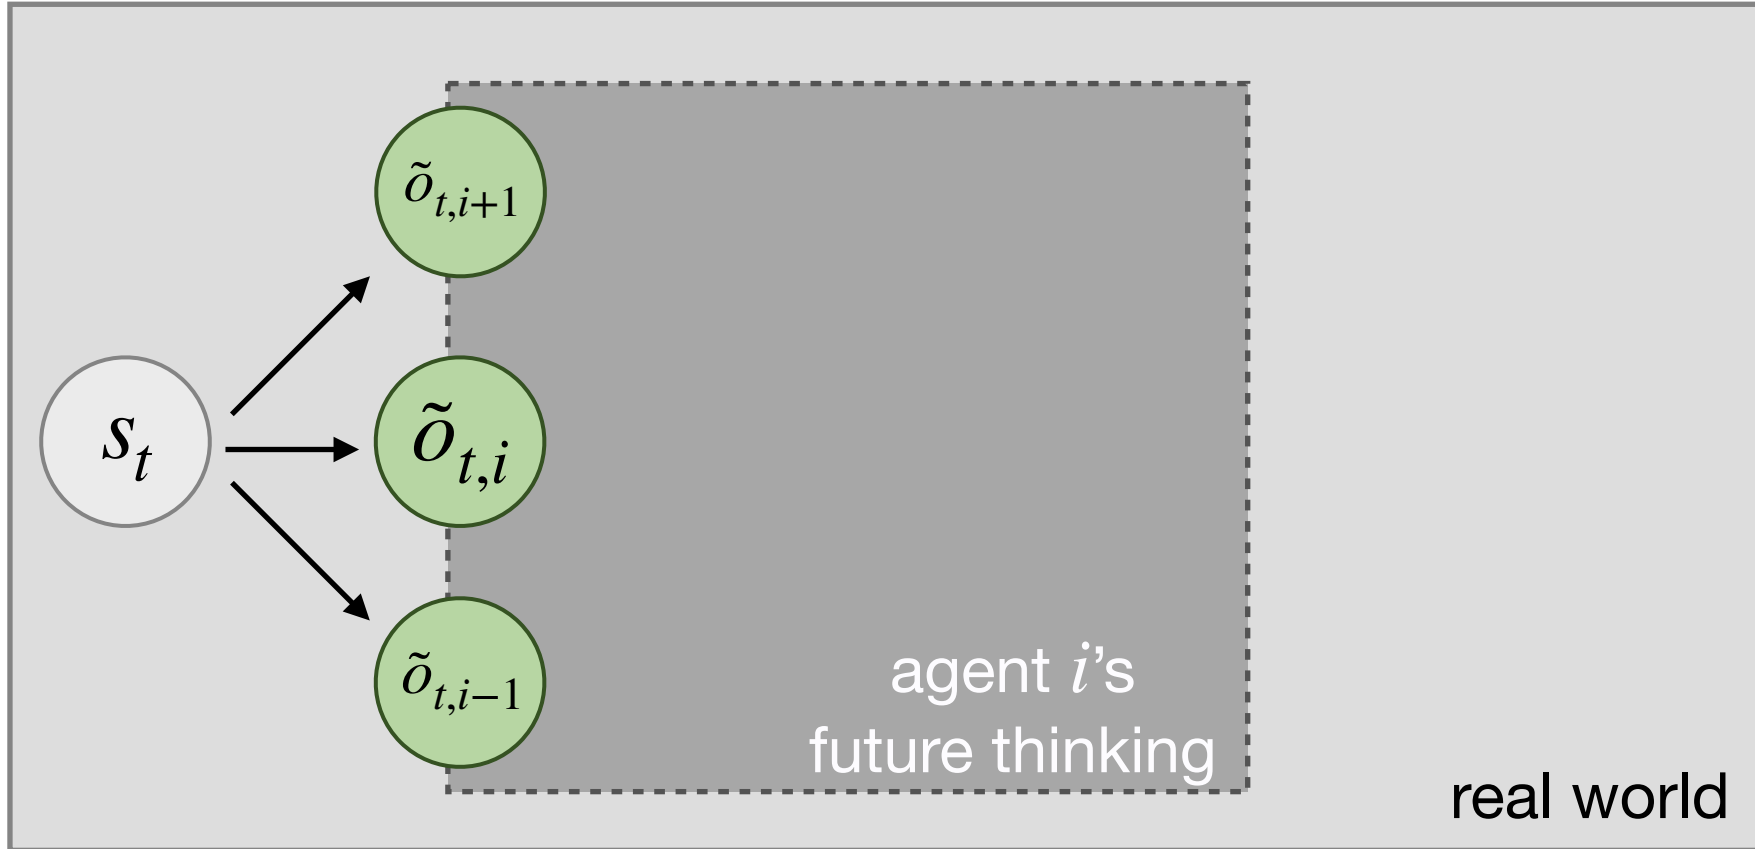 õ_{t,i+1}
s_t
õ_{t,i}
õ_{t,i−1}
agent i's
future thinking
real world